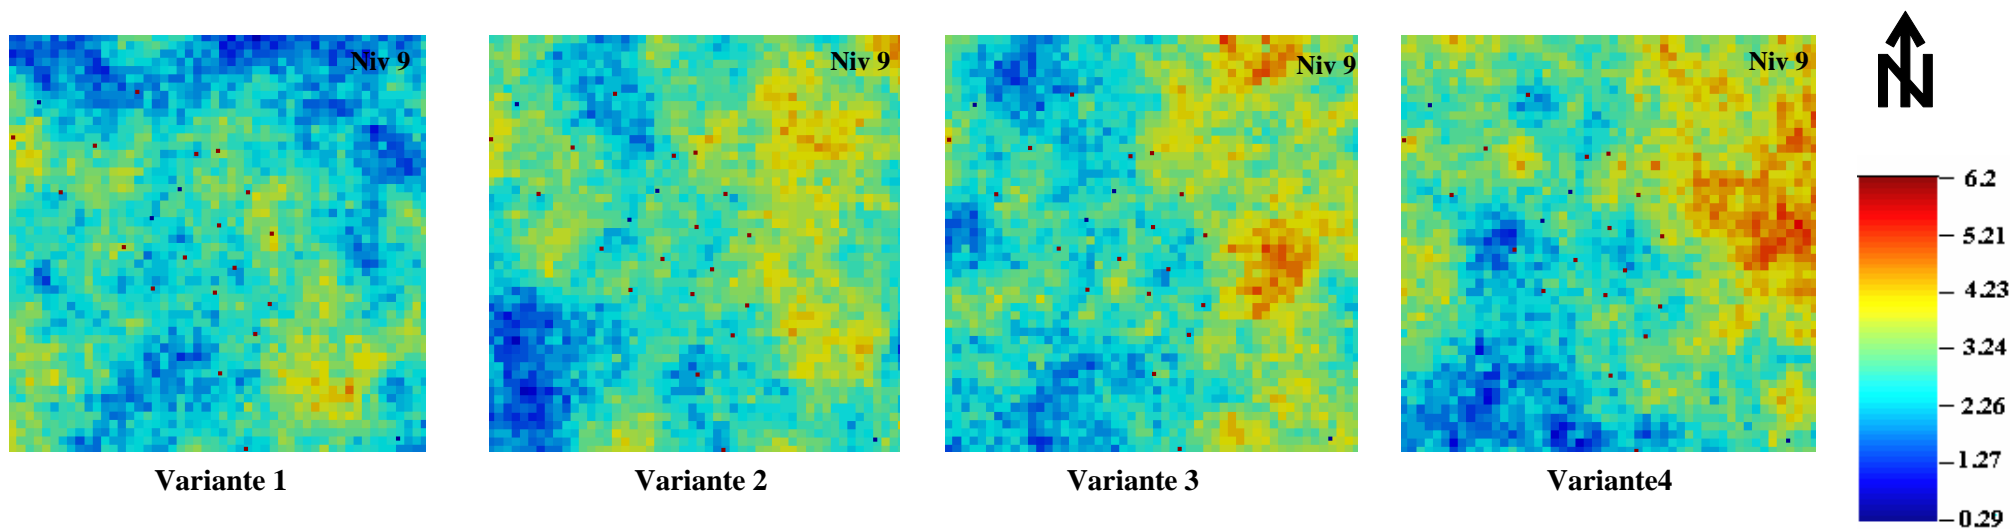 Niv 9
Niv 9
Niv 9
Niv 9
N
6.2
5.21
4.23
3.24
2.26
1.27
0.29
Variante 1
Variante 2
Variante 3
Variante4